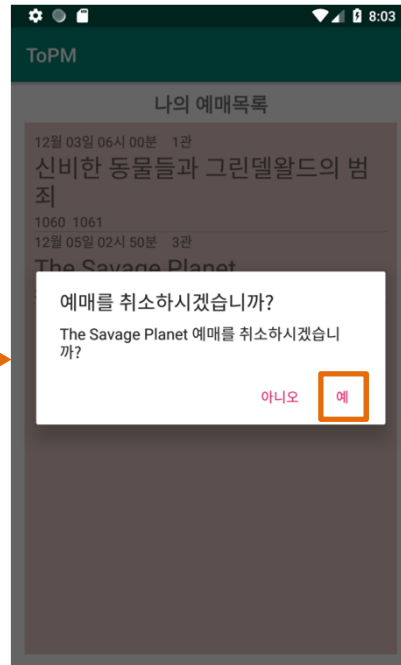 8:03
ToPM
나의 예매목록
12월 03일 06시 00분 1관
신비한 동물들과 그린델왈드의 범
죄
1060 1061
12월 05일 02시 50분 3관
The Savage Planet
예매를 취소하시겠습니까?
The Savage Planet 예매를 취소하시겠습니
까?
아니오 예